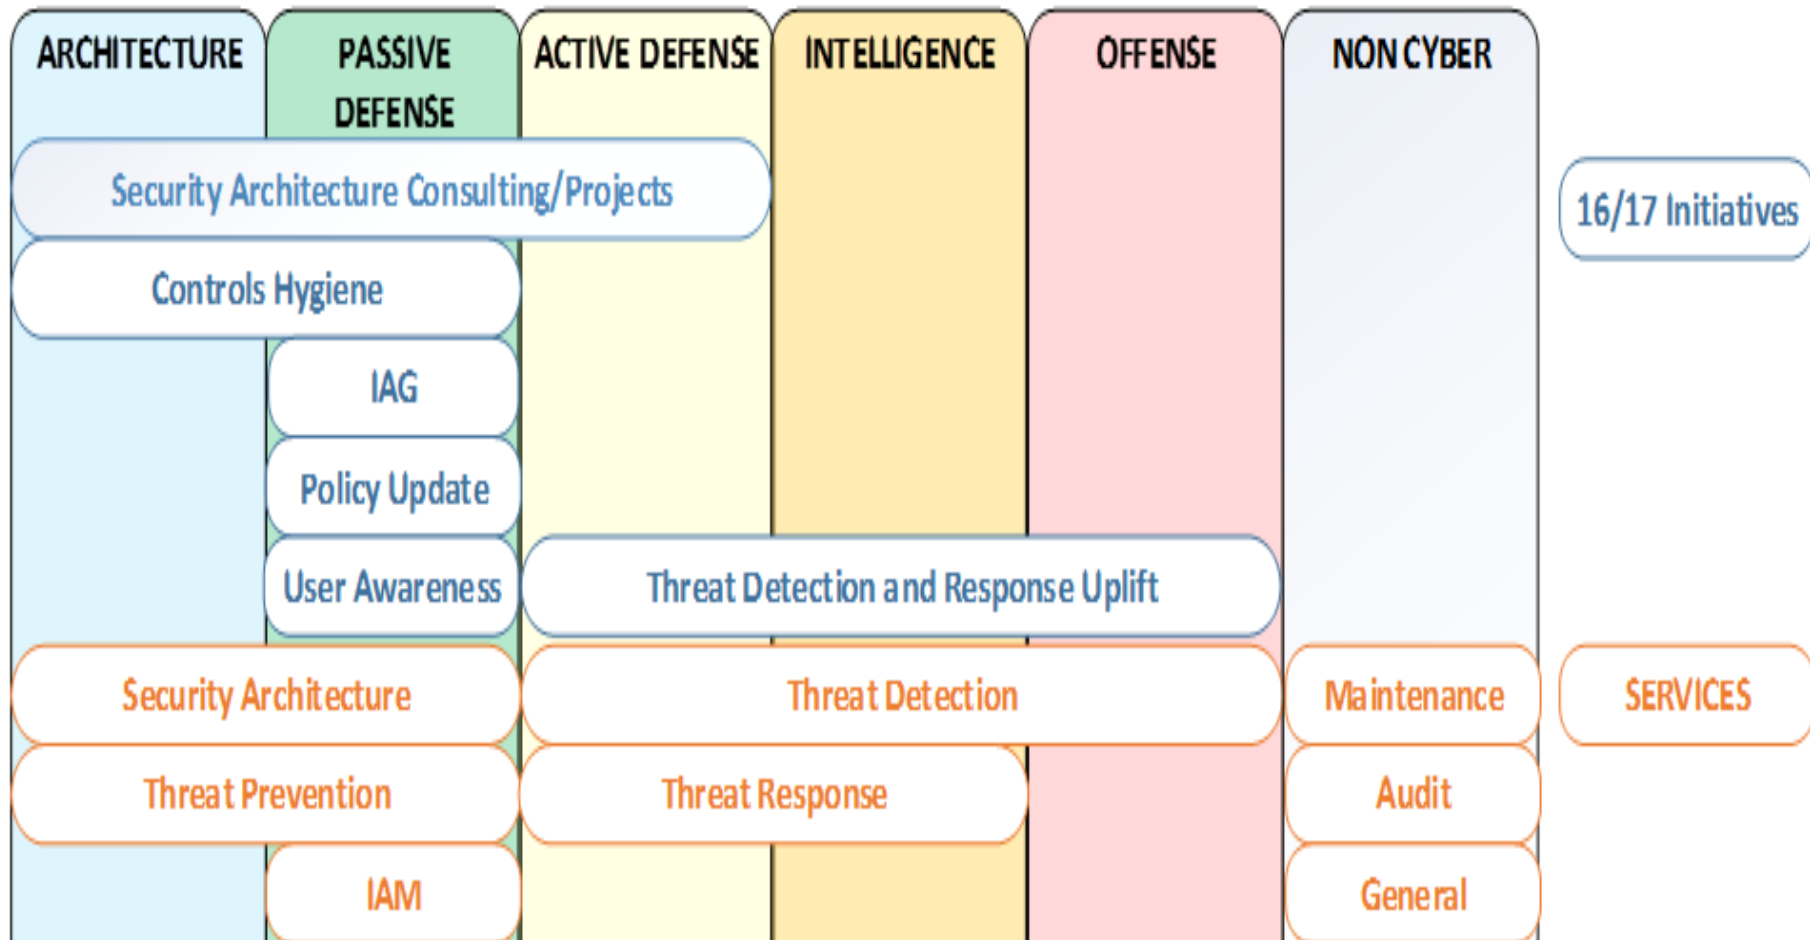 ARCHITECTURE
PASSIVE
DEFENSE
ACTIVE DEFENSE
INTELLIGENCE
OFFENSE
NON CYBER
Security Architecture Consulting/Projects
16/17 Initiatives
Controls Hygiene
IAG
Policy Update
User Awareness
Threat Detection and Response Uplift
Security Architecture
Threat Detection
Maintenance
SERVICES
Threat Prevention
Threat Response
Audit
IAM
General